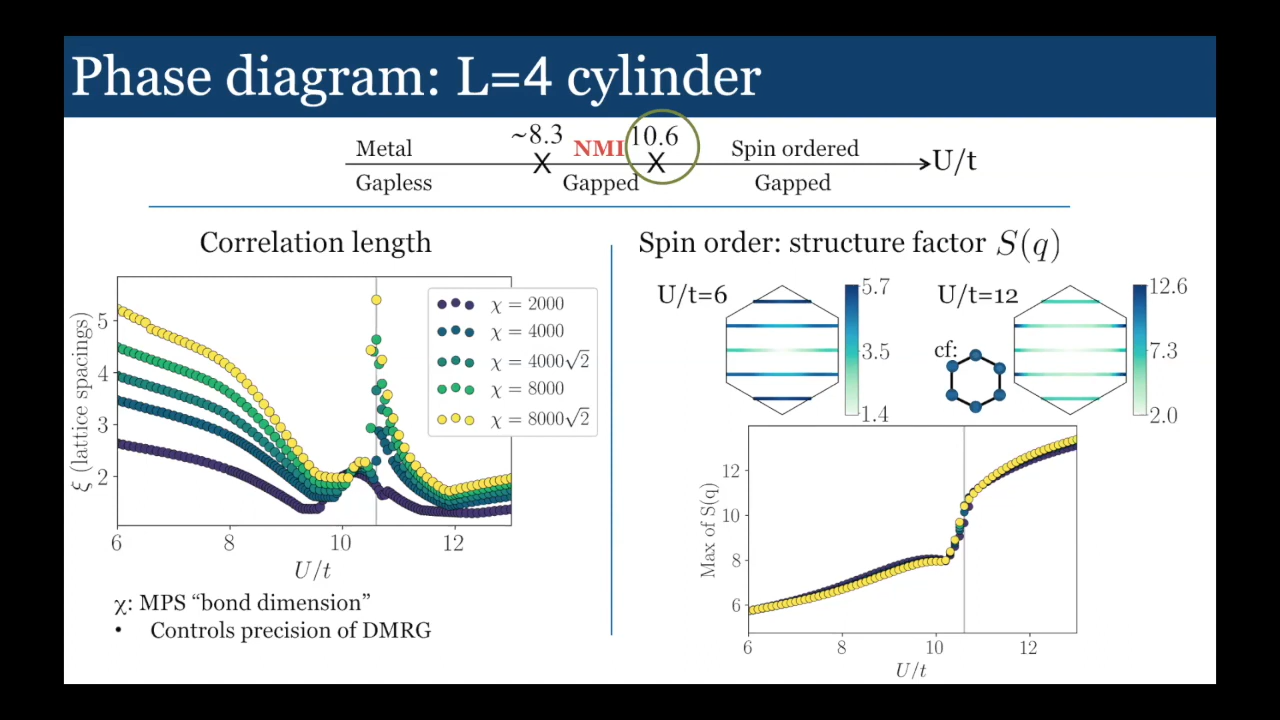 Phase diagram: L=4 cylinder
Metal
Gapless
~8.3
X
NMI
Gapped
10.6
X
Spin ordered
Gapped
U/t
Correlation length
ξ (lattice spacings)
5
4
3
2
6 8 10 12
U/t
χ = 2000
χ = 4000
χ = 4000√2
χ = 8000
χ = 8000√2
χ: MPS “bond dimension”
• Controls precision of DMRG
Spin order: structure factor S(q)
U/t=6
5.7
3.5
1.4
U/t=12
cf:
12.6
7.3
2.0
Max of S(q)
12
10
8
6
6 8 10 12
U/t